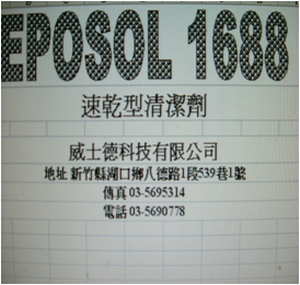 EPOSOL 1688
速乾型清潔劑
威士德科技有限公司
地址 新竹縣湖口鄉八德路1段539巷1號
傳真 03-5695314
電話 03-5690778